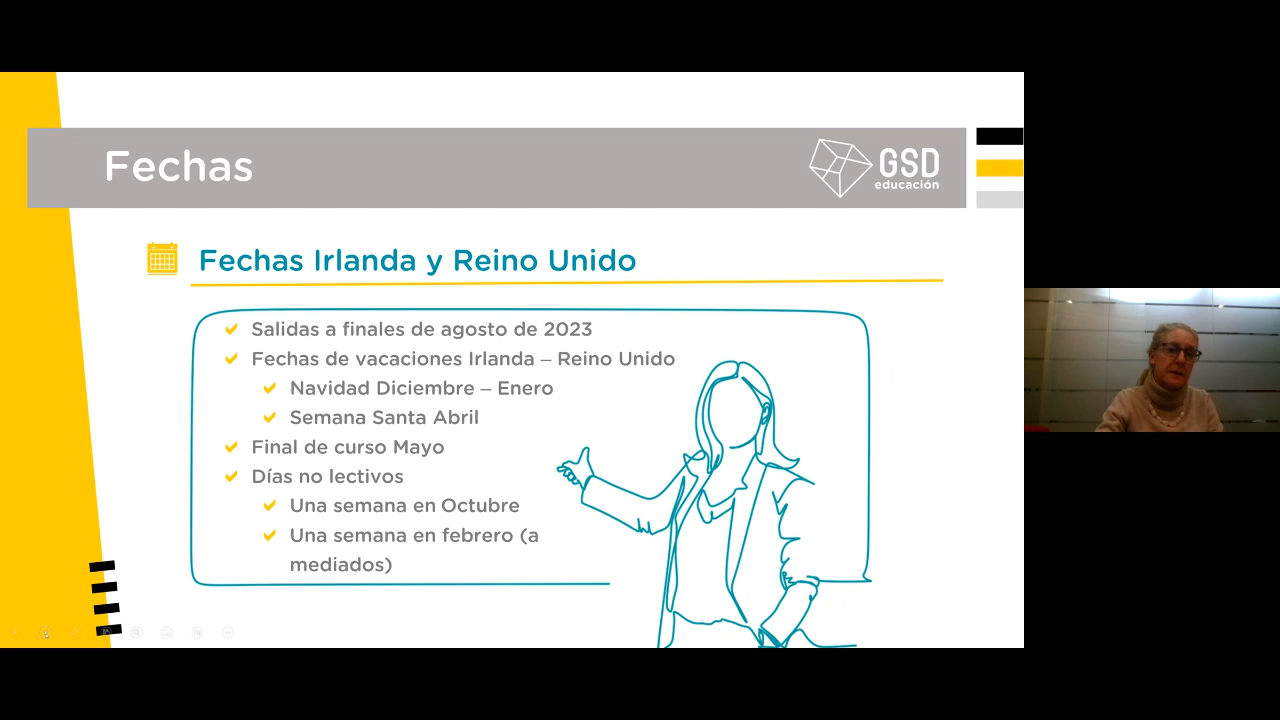 Fechas
GSD
educación
Fechas Irlanda y Reino Unido
Salidas a finales de agosto de 2023
Fechas de vacaciones Irlanda – Reino Unido
Navidad Diciembre – Enero
Semana Santa Abril
Final de curso Mayo
Días no lectivos
Una semana en Octubre
Una semana en febrero (a
mediados)